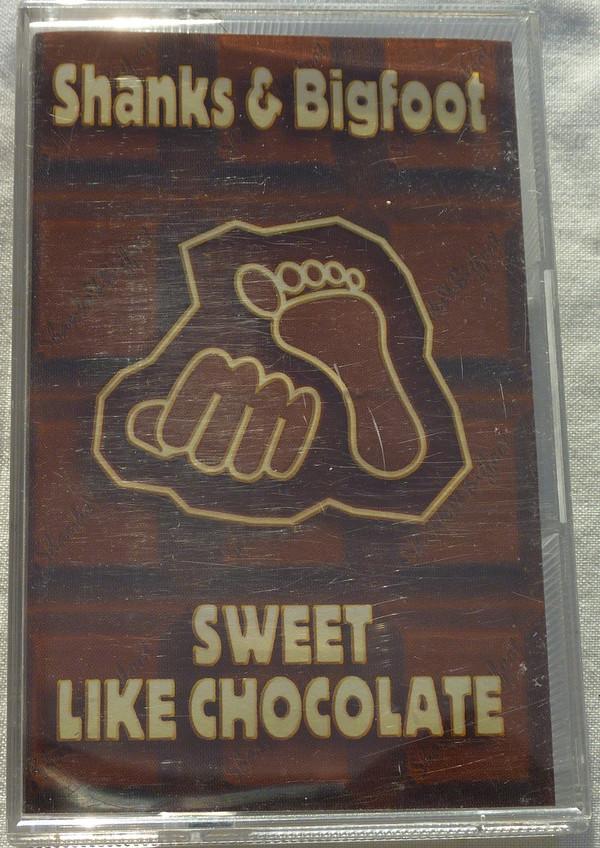 Shanks & Bigfoot
SWEET
LIKE CHOCOLATE